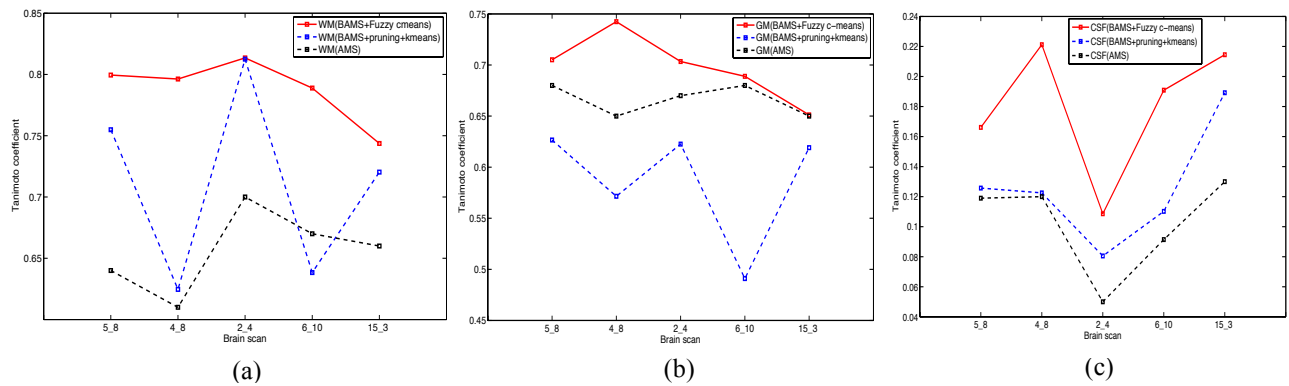 WM(BAMS+Fuzzy cmeans)
WM(BAMS+pruning+kmeans)
WM(AMS)
0.85
0.8
0.75
0.7
0.65
Tanimoto coefficient
5_8 4_8 2_4 6_10 15_3
Brain scan
(a)
GM(BAMS+Fuzzy c-means)
GM(BAMS+pruning+kmeans)
GM(AMS)
0.75
0.7
0.65
0.6
0.55
0.5
0.45
Tanimoto coefficient
5_8 4_8 2_4 6_10 15_3
Brain scan
(b)
CSF(BAMS+Fuzzy c-means)
CSF(BAMS+pruning+kmeans)
CSF(AMS)
0.24
0.22
0.2
0.18
0.16
0.14
0.12
0.1
0.08
0.06
0.04
Tanimoto coefficient
5_8 4_8 2_4 6_10 15_3
Brain scan
(c)